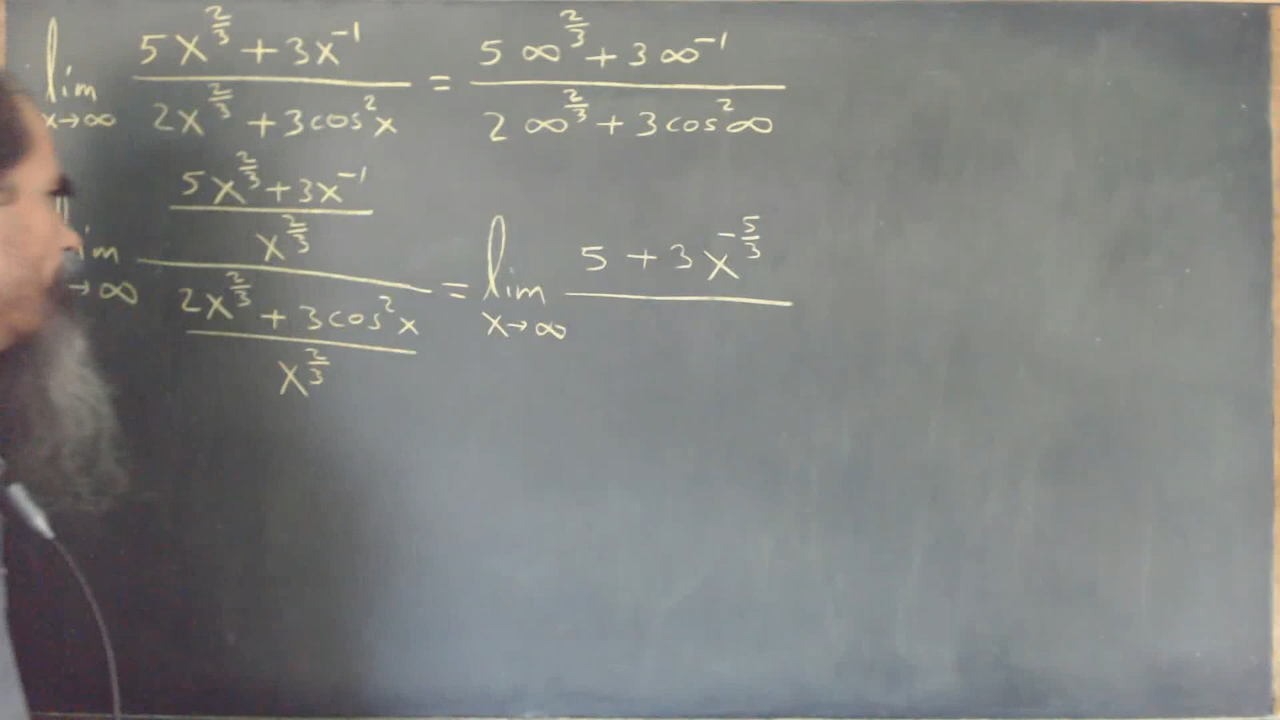 lim x→∞ (5x^{2/3} + 3x^{-1}) / (2x^{2/3} + 3cos²x) = (5∞^{2/3} + 3∞^{-1}) / (2∞^{2/3} + 3cos²∞)
im →∞ ((5x^{2/3} + 3x^{-1}) / x^{2/3}) / ((2x^{2/3} + 3cos²x) / x^{2/3}) = lim x→∞ (5 + 3x^{-5/3}) /